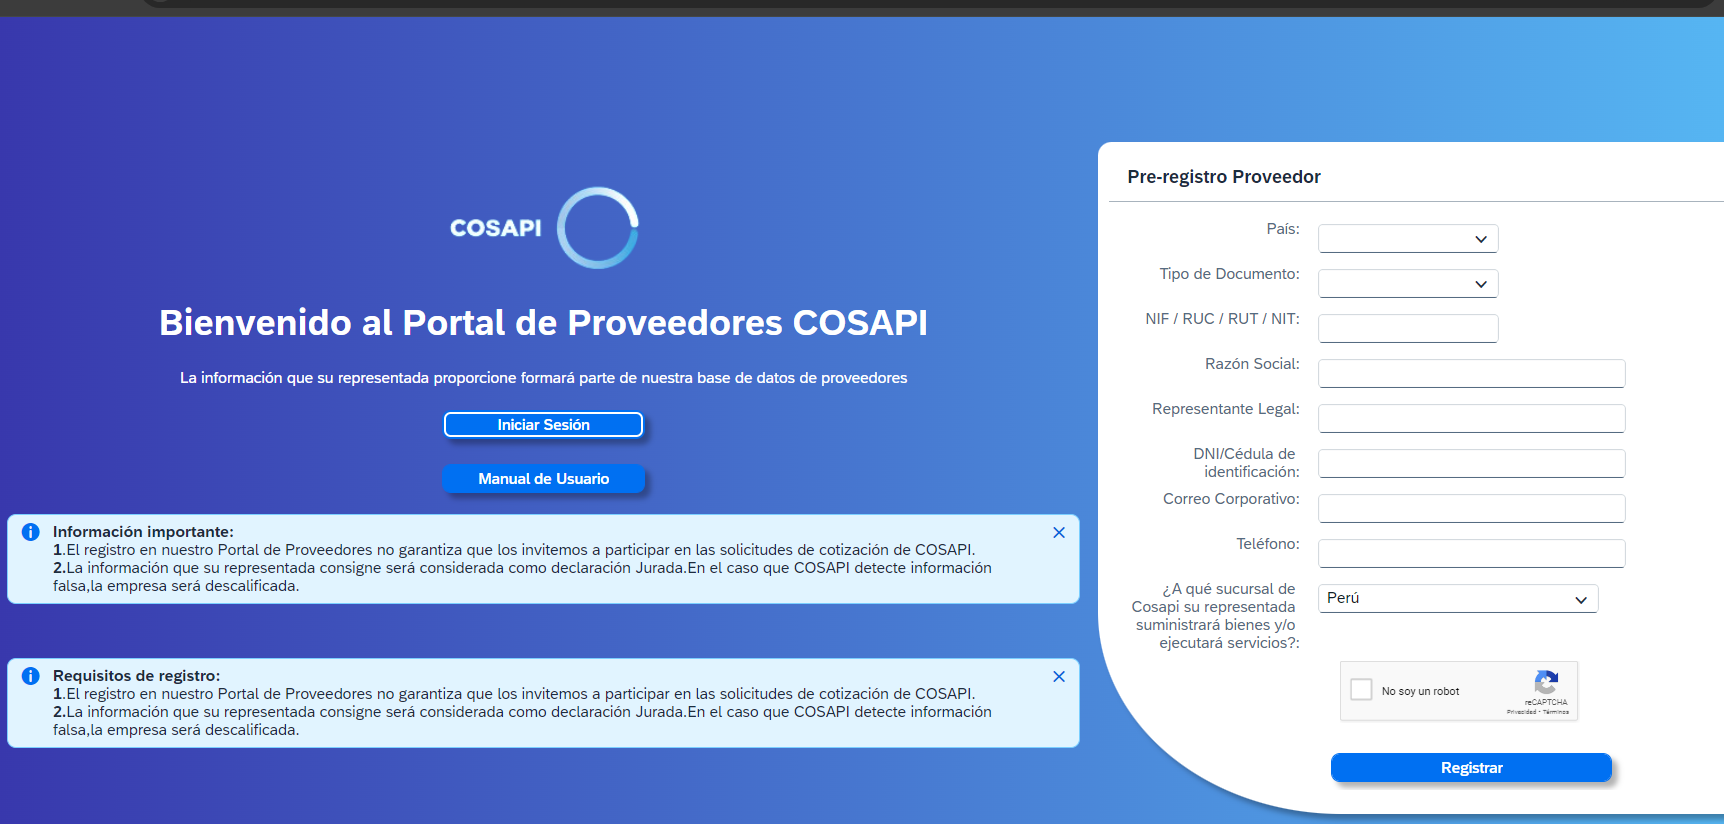 COSAPI
Bienvenido al Portal de Proveedores COSAPI
La información que su representada proporcione formará parte de nuestra base de datos de proveedores
Iniciar Sesión
Manual de Usuario
Información importante:
1.El registro en nuestro Portal de Proveedores no garantiza que los invitemos a participar en las solicitudes de cotización de COSAPI.
2.La información que su representada consigne será considerada como declaración Jurada.En el caso que COSAPI detecte información
falsa,la empresa será descalificada.
Requisitos de registro:
1.El registro en nuestro Portal de Proveedores no garantiza que los invitemos a participar en las solicitudes de cotización de COSAPI.
2.La información que su representada consigne será considerada como declaración Jurada.En el caso que COSAPI detecte información
falsa,la empresa será descalificada.
Pre-registro Proveedor
País:
Tipo de Documento:
NIF / RUC / RUT / NIT:
Razón Social:
Representante Legal:
DNI/Cédula de
identificación:
Correo Corporativo:
Teléfono:
¿A qué sucursal de
Cosapi su representada
suministrará bienes y/o
ejecutará servicios?:
Perú
No soy un robot
reCAPTCHA
Privacidad - Términos
Registrar